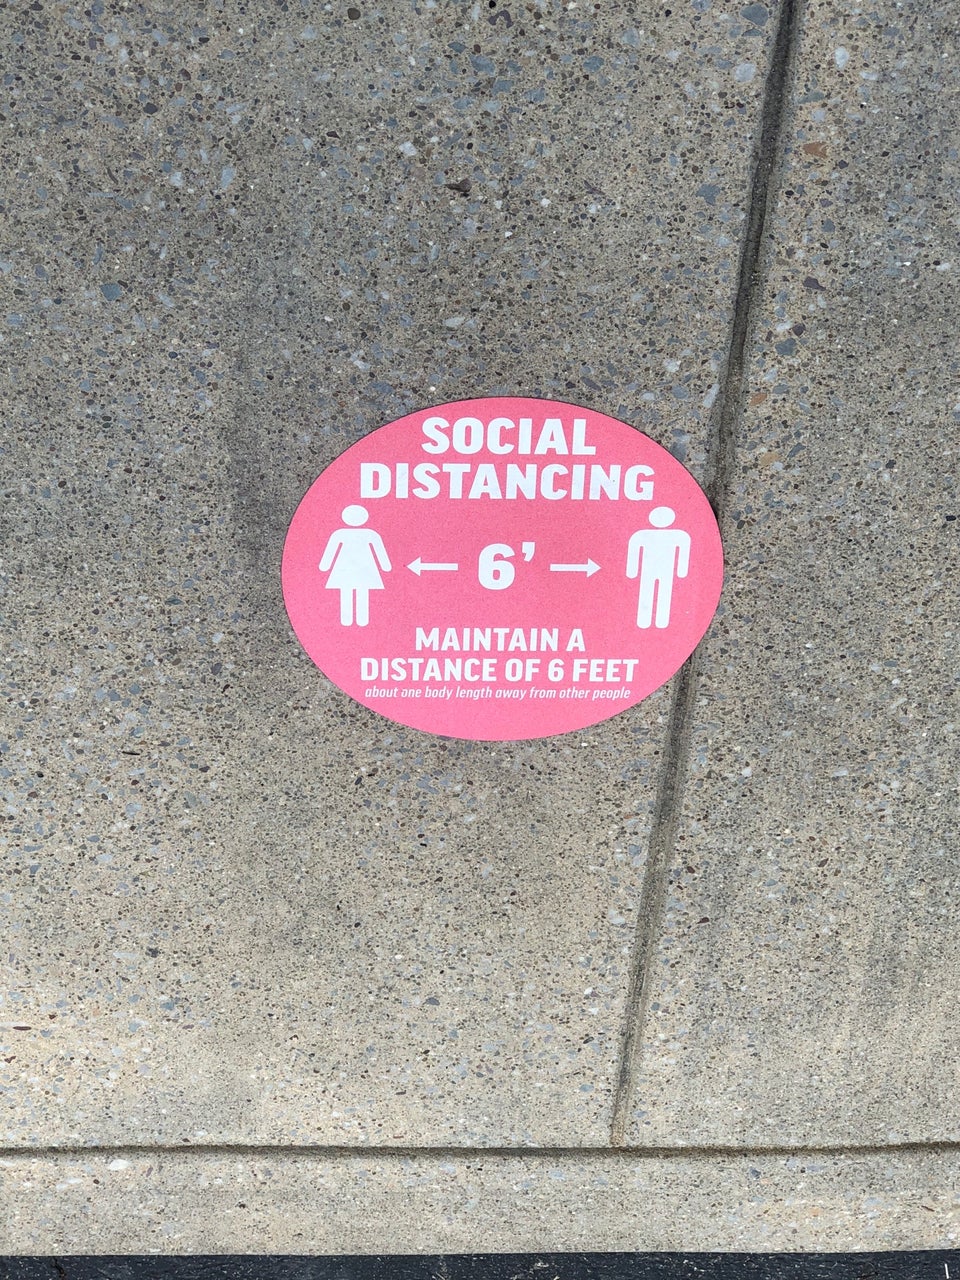 SOCIAL
DISTANCING
← 6’ →
MAINTAIN A
DISTANCE OF 6 FEET
about one body length away from other people